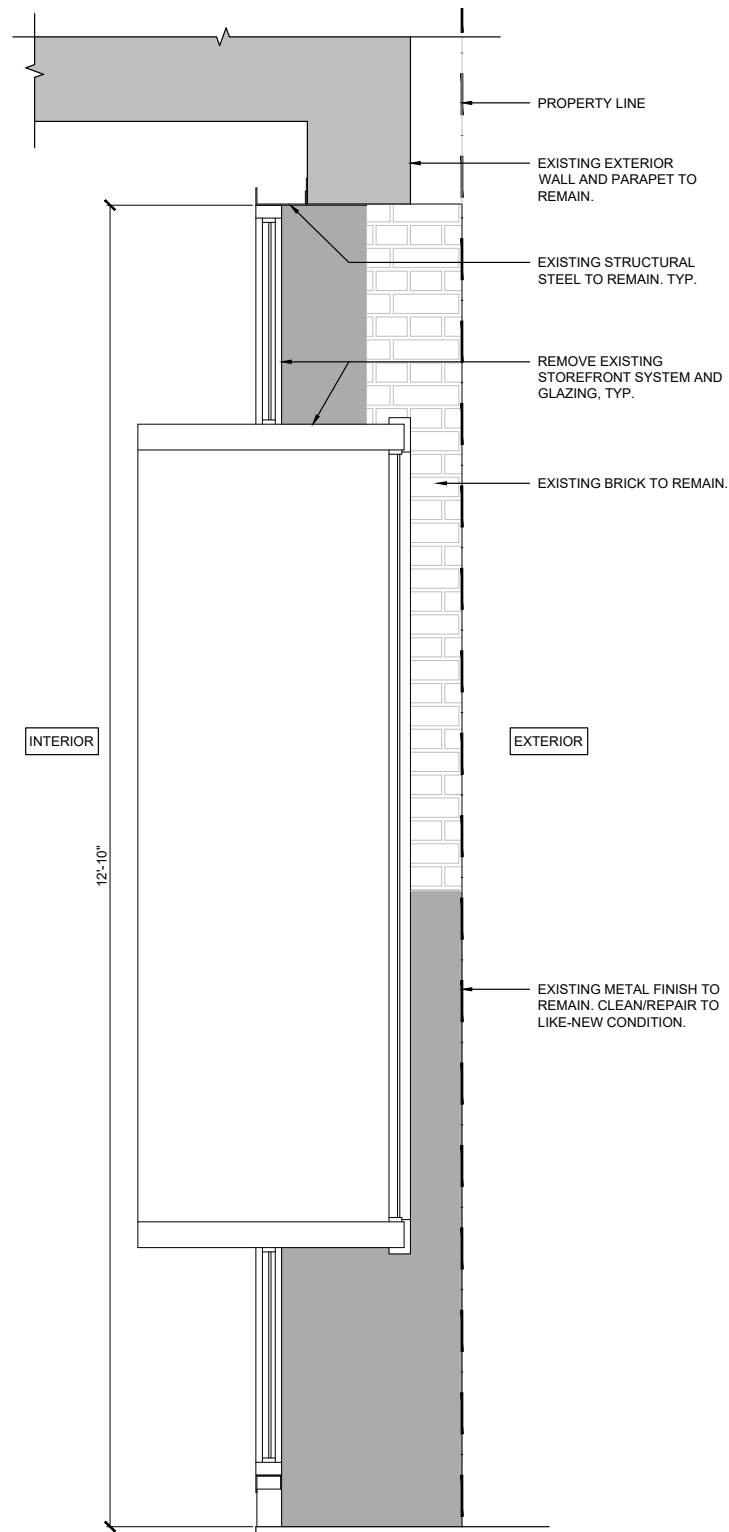 PROPERTY LINE
EXISTING EXTERIOR
WALL AND PARAPET TO
REMAIN.
EXISTING STRUCTURAL
STEEL TO REMAIN. TYP.
REMOVE EXISTING
STOREFRONT SYSTEM AND
GLAZING, TYP.
EXISTING BRICK TO REMAIN.
INTERIOR
EXTERIOR
12'-10"
EXISTING METAL FINISH TO
REMAIN. CLEAN/REPAIR TO
LIKE-NEW CONDITION.